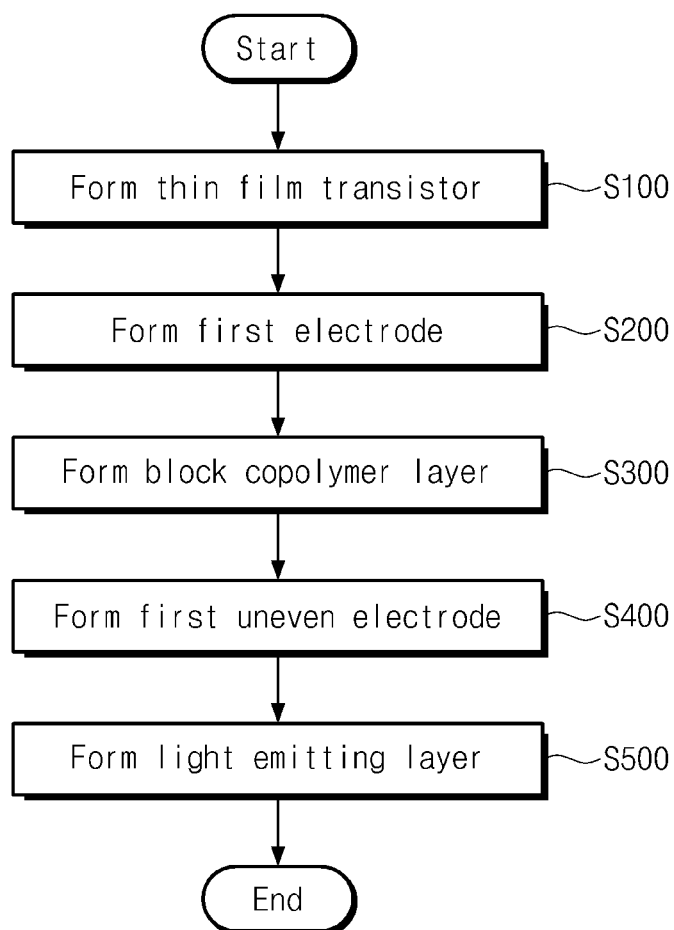 Start
Form thin film transistor
S100
Form first electrode
S200
Form block copolymer layer
S300
Form first uneven electrode
S400
Form light emitting layer
S500
End